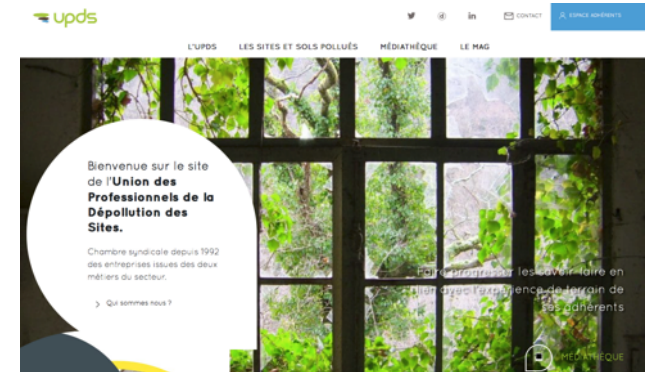 upds
CONTACT
ESPACE ADHÉRENTS
L'UPDS LES SITES ET SOLS POLLUÉS MÉDIATHÈQUE LE MAG
Bienvenue sur le site
de l'Union des
Professionnels de la
Dépollution des
Sites.
Chambre syndicale depuis 1992
des entreprises issues des deux
métiers du secteur.
Qui sommes nous ?
Faire progresser les savoir-faire en
lien avec l'expérience de terrain de
ses adhérents
MÉDIATHÈQUE